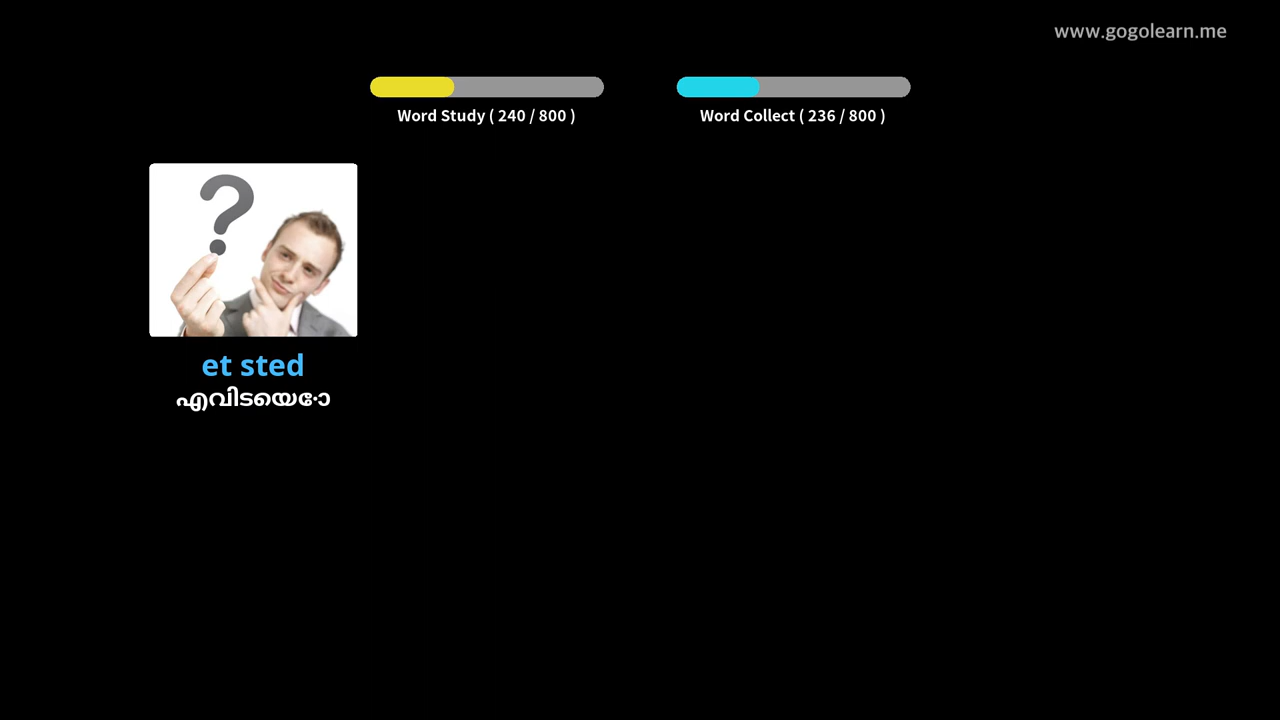 www.gogolearn.me
Word Study ( 240 / 800 )
Word Collect ( 236 / 800 )
?
et sted
എവിടയെോ